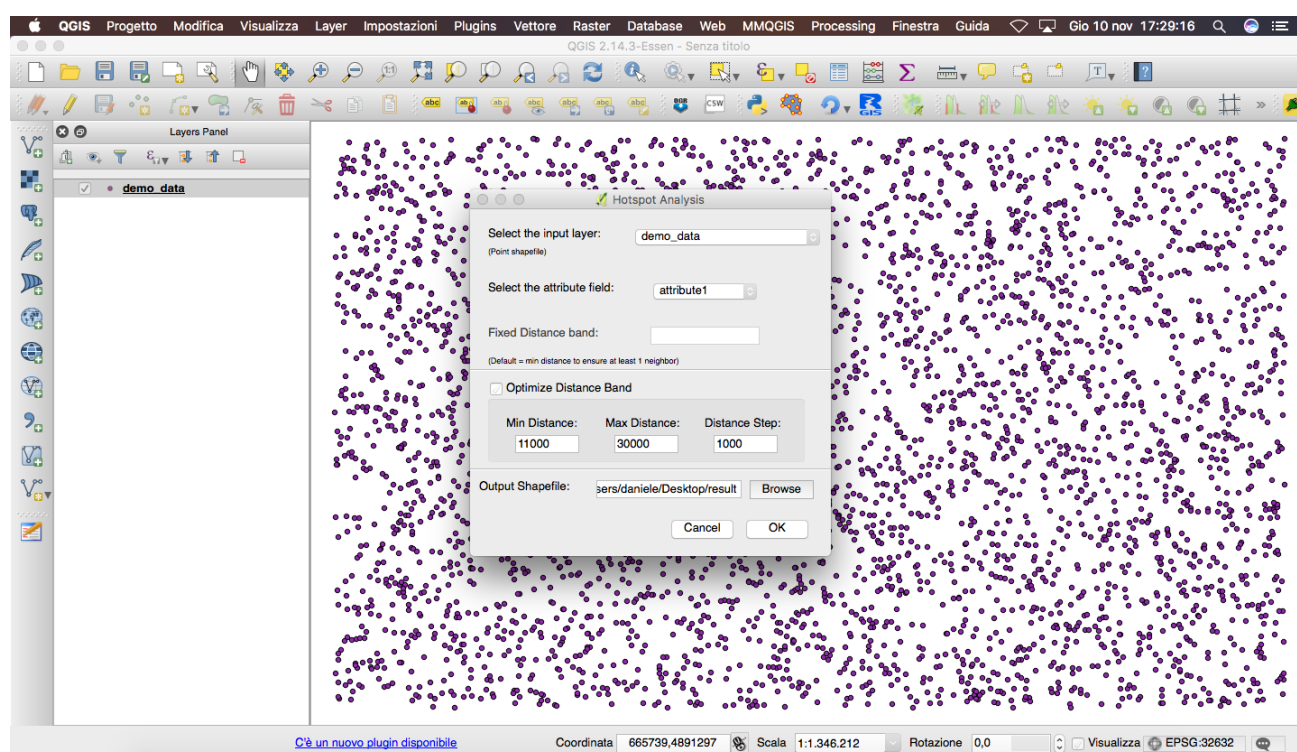 QGIS Progetto Modifica Visualizza Layer Impostazioni Plugins Vettore Raster Database Web MMQGIS Processing Finestra Guida Gio 10 nov 17:29:16
QGIS 2.14.3-Essen - Senza titolo
Layers Panel
demo_data
Hotspot Analysis
Select the input layer: demo_data
(Point shapefile)
Select the attribute field: attribute1
Fixed Distance band:
(Default = min distance to ensure at least 1 neighbor)
Optimize Distance Band
Min Distance: Max Distance: Distance Step:
11000 30000 1000
Output Shapefile: sers/daniele/Desktop/result Browse
Cancel OK
C'è un nuovo plugin disponibile Coordinata 665739,4891297 Scala 1:1.346.212 Rotazione 0,0 Visualizza EPSG:32632